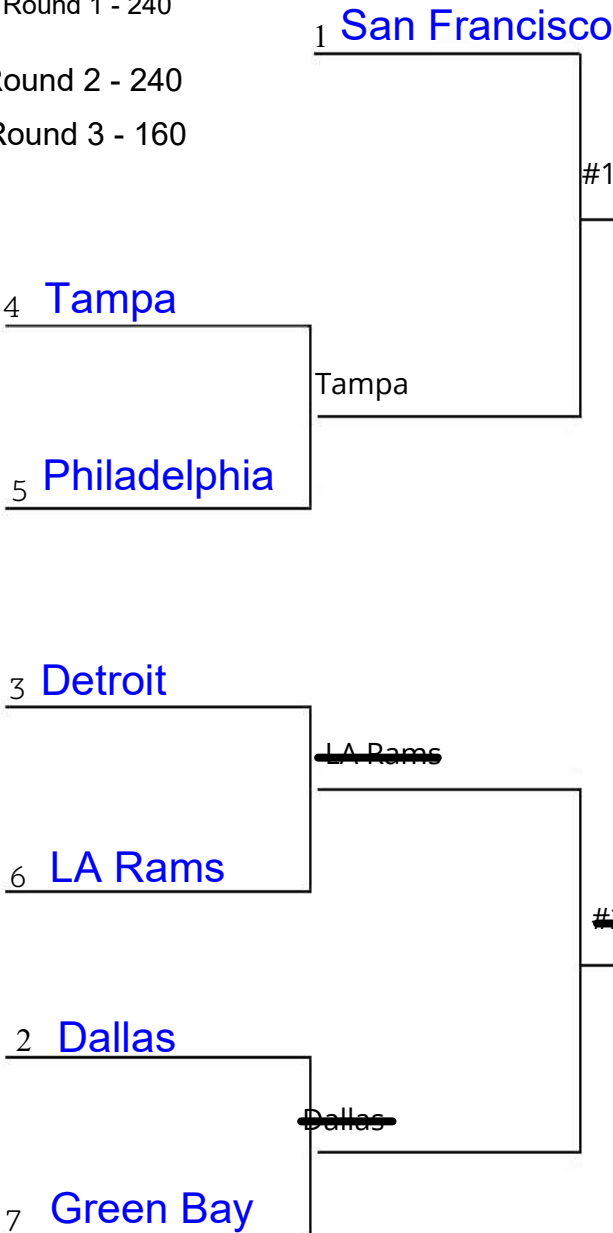 Round 1 - 240
1 San Francisco
Round 2 - 240
Round 3 - 160
#1
4 Tampa
Tampa
5 Philadelphia
3 Detroit
LA Rams
6 LA Rams
2 Dallas
Dallas
7 Green Bay